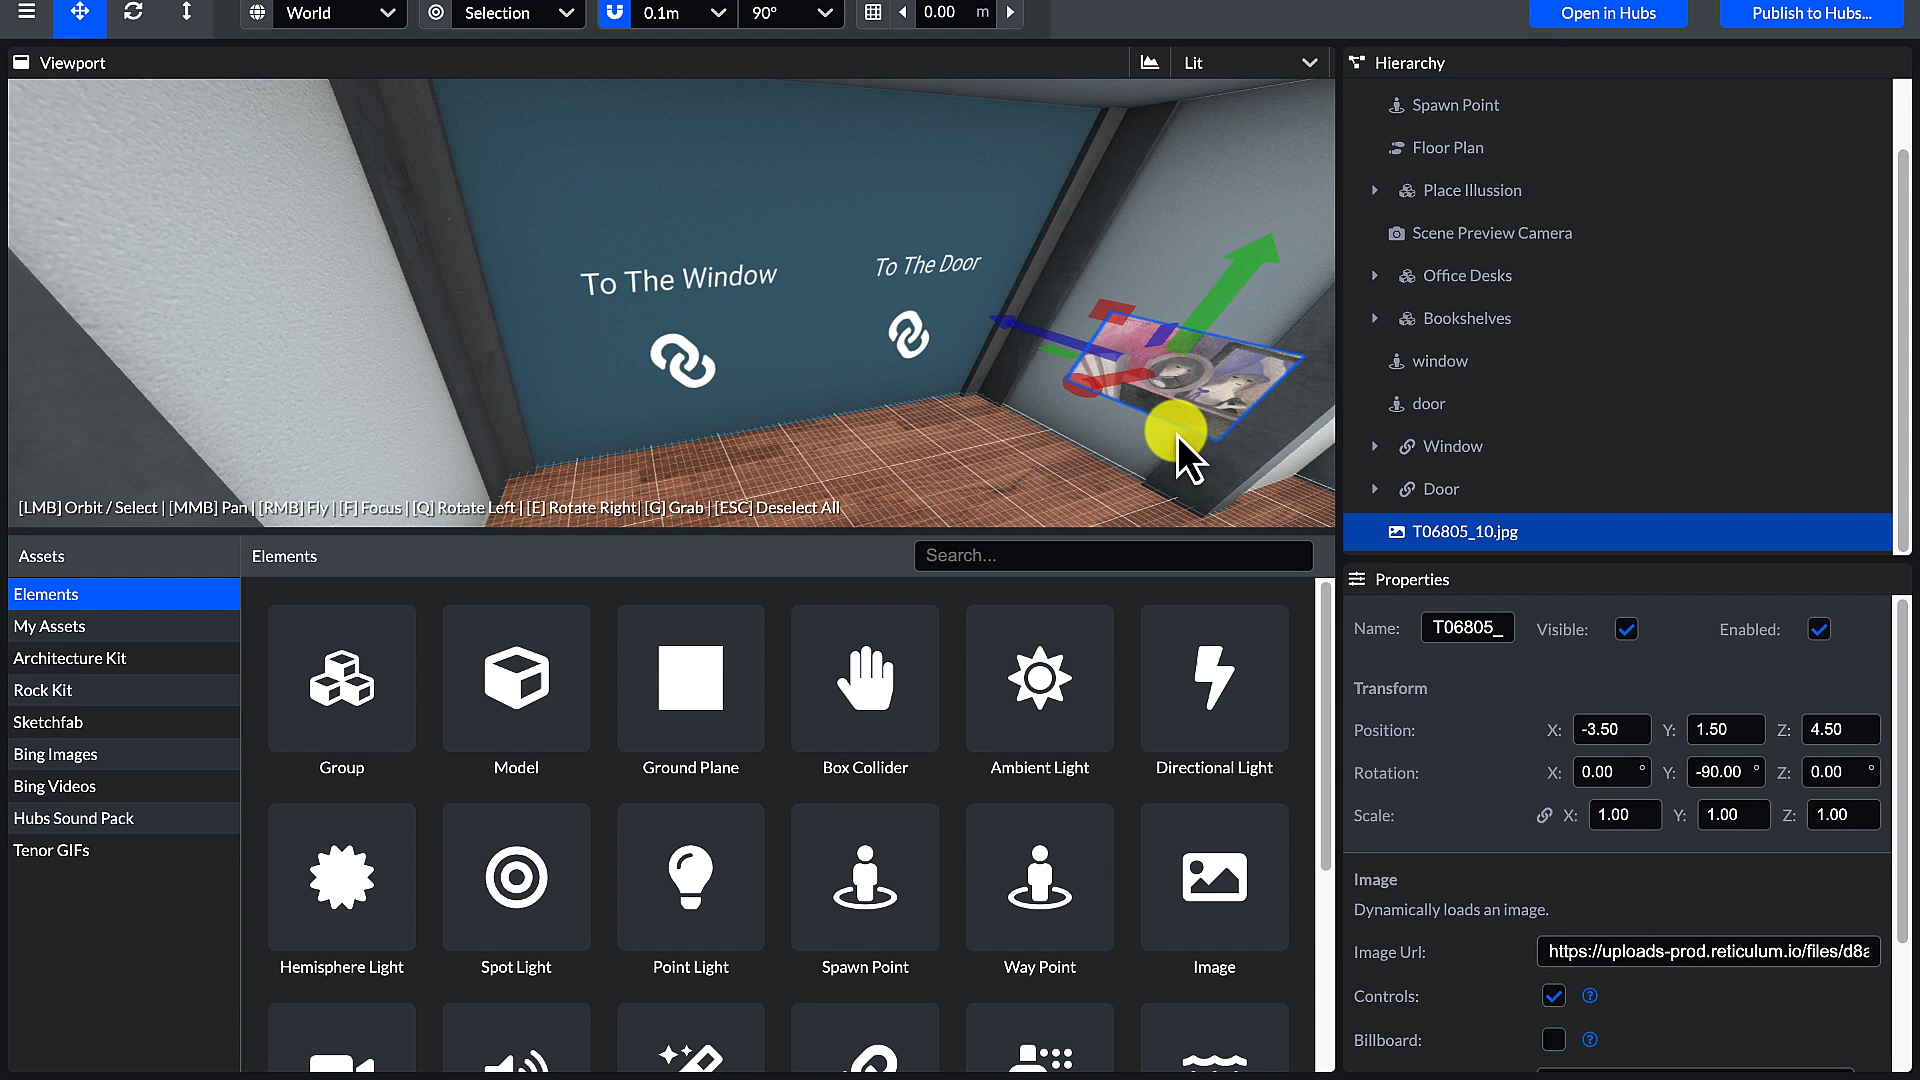 World
Selection
0.1m
90°
0.00 m
Open in Hubs
Publish to Hubs...
Viewport
Lit
To The Window
To The Door
[LMB] Orbit / Select | [MMB] Pan | [RMB] Fly | [F] Focus | [Q] Rotate Left | [E] Rotate Right| [G] Grab | [ESC] Deselect All
Hierarchy
Spawn Point
Floor Plan
Place Illussion
Scene Preview Camera
Office Desks
Bookshelves
window
door
Window
Door
T06805_10.jpg
Assets
Elements
My Assets
Architecture Kit
Rock Kit
Sketchfab
Bing Images
Bing Videos
Hubs Sound Pack
Tenor GIFs
Elements
Search...
Group
Model
Ground Plane
Box Collider
Ambient Light
Directional Light
Hemisphere Light
Spot Light
Point Light
Spawn Point
Way Point
Image
Properties
Name: T06805_ Visible: Enabled:
Transform
Position: X: -3.50 Y: 1.50 Z: 4.50
Rotation: X: 0.00 ° Y: -90.00 ° Z: 0.00 °
Scale: X: 1.00 Y: 1.00 Z: 1.00
Image
Dynamically loads an image.
Image Url: https://uploads-prod.reticulum.io/files/d8a
Controls: ?
Billboard: ?